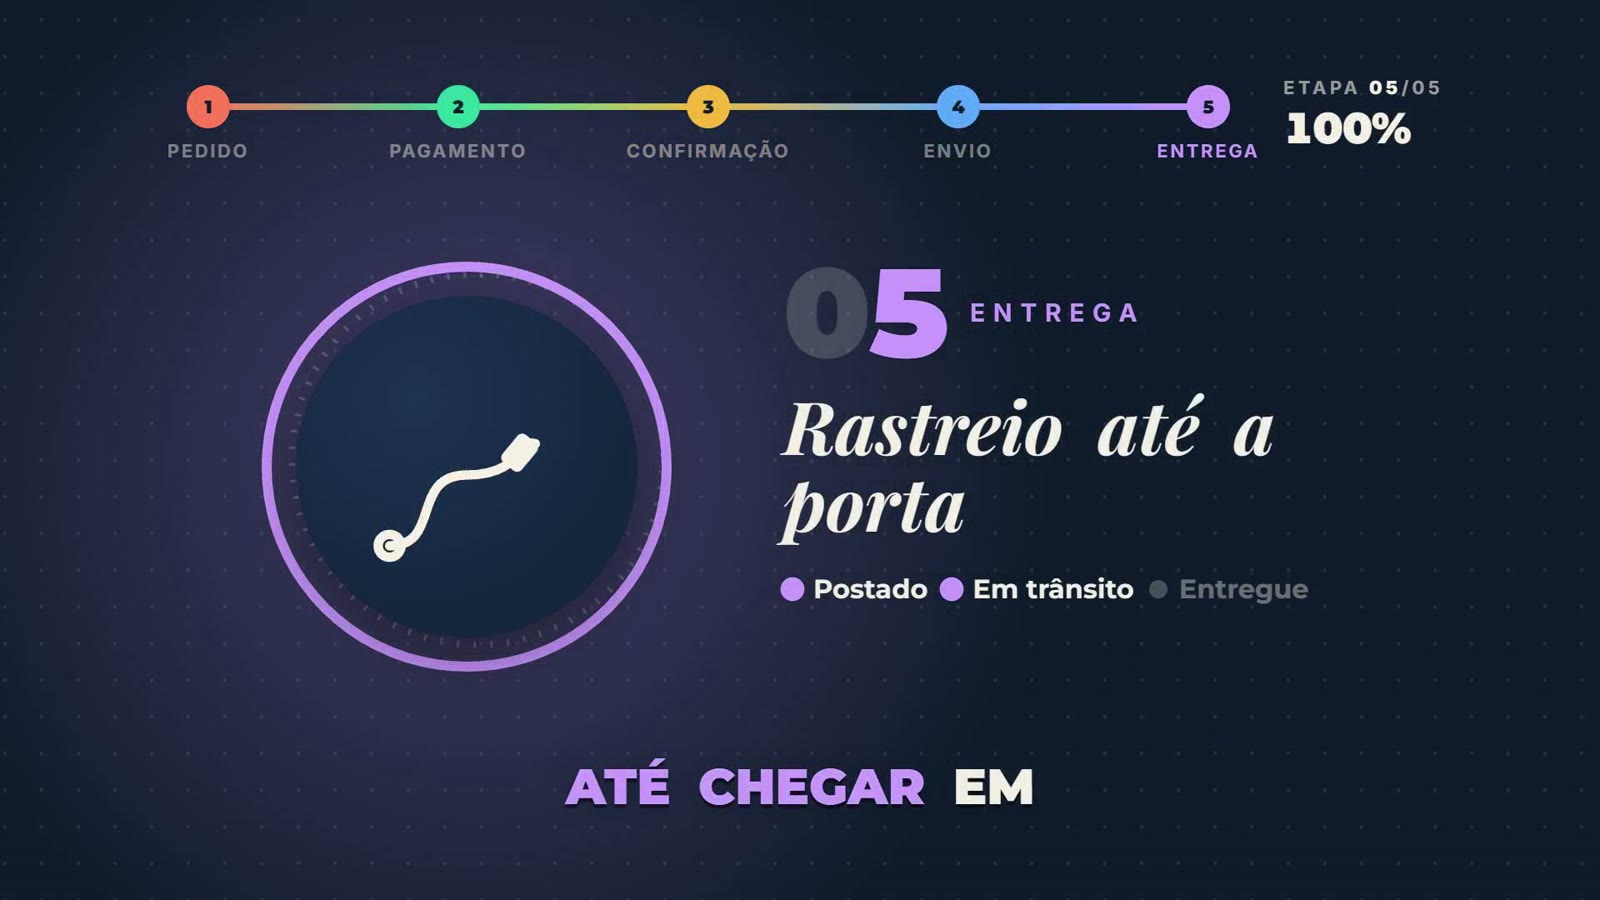 1 2 3 4 5
PEDIDO PAGAMENTO CONFIRMAÇÃO ENVIO ENTREGA
ETAPA 05/05
100%
05 ENTREGA
Rastreio até a
porta
Postado Em trânsito Entregue
ATÉ CHEGAR EM